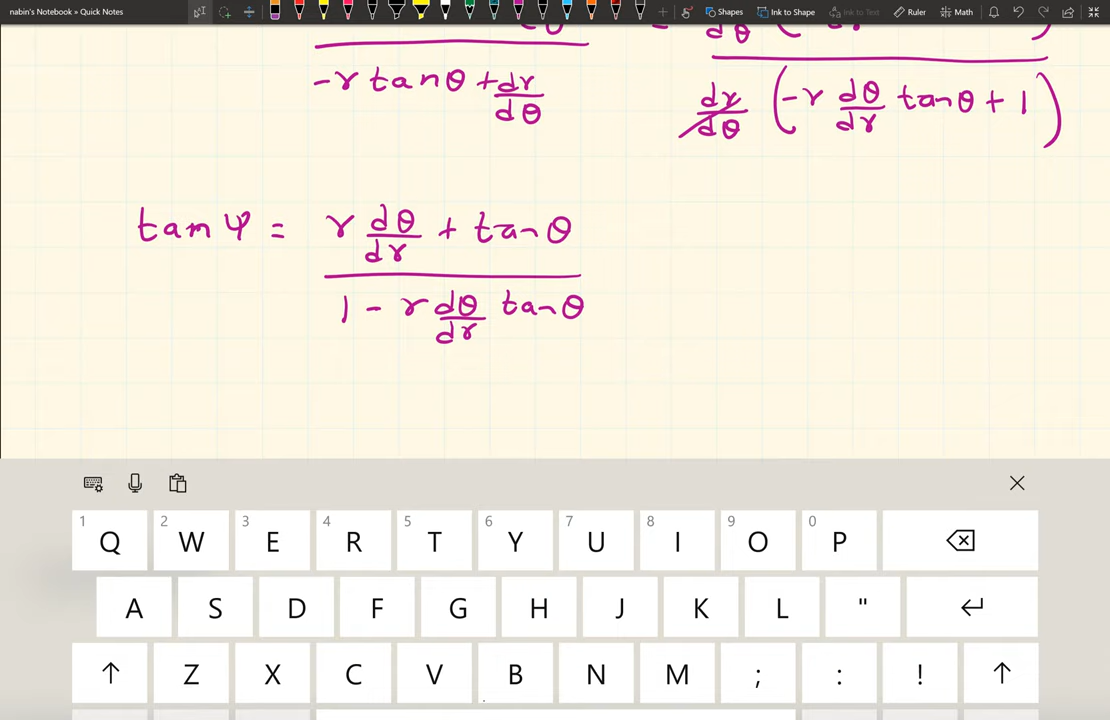 nabin's Notebook » Quick Notes Shapes Ink to Shape Ink to Text Ruler Math
-r tanθ + dr/dθ
dr/dθ (-r dθ/dr tanθ + 1)
tan ψ = (r dθ/dr + tanθ) / (1 - r dθ/dr tanθ)
1 2 3 4 5 6 7 8 9 0
Q W E R T Y U I O P
A S D F G H J K L "
Z X C V B N M ; : !